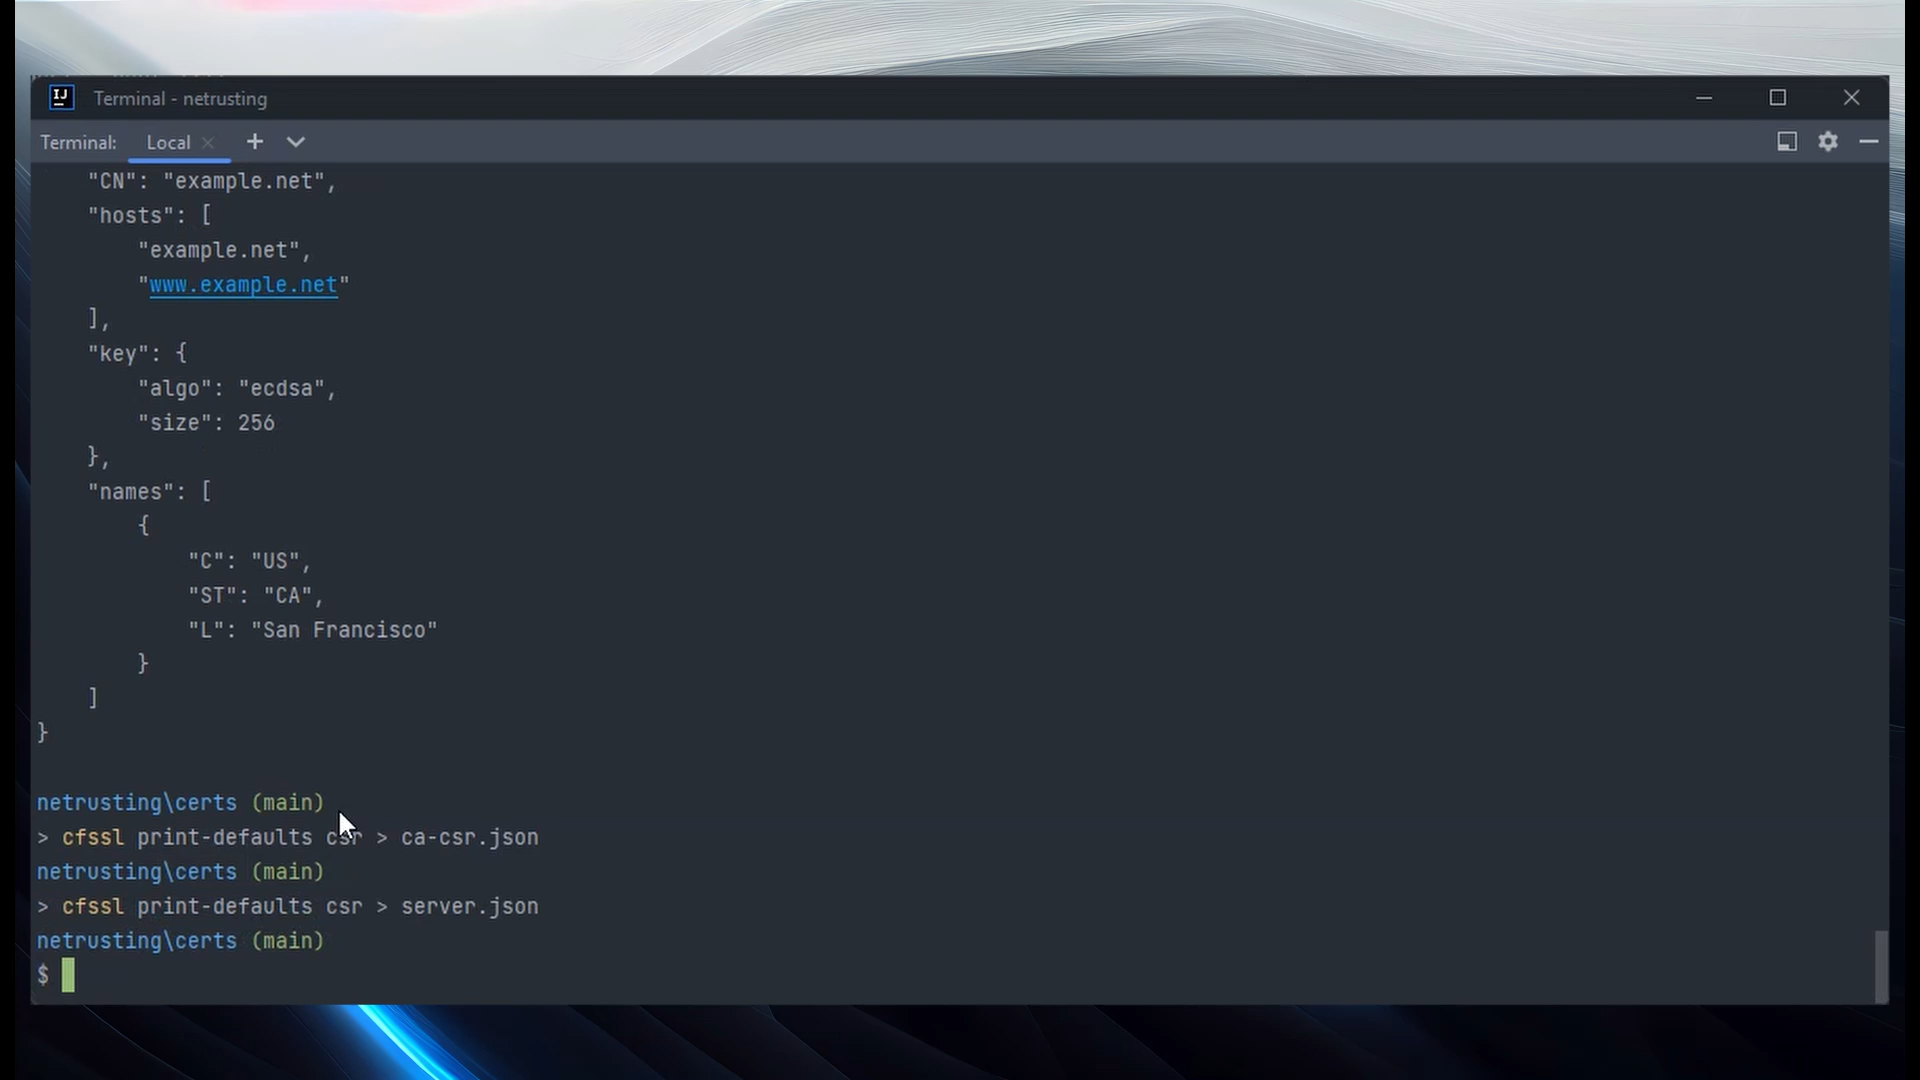 IJ Terminal - netrusting
Terminal: Local
"CN": "example.net",
"hosts": [
"example.net",
"www.example.net"
],
"key": {
"algo": "ecdsa",
"size": 256
},
"names": [
{
"C": "US",
"ST": "CA",
"L": "San Francisco"
}
]
}
netrusting\certs (main)
> cfssl print-defaults csr > ca-csr.json
netrusting\certs (main)
> cfssl print-defaults csr > server.json
netrusting\certs (main)
$